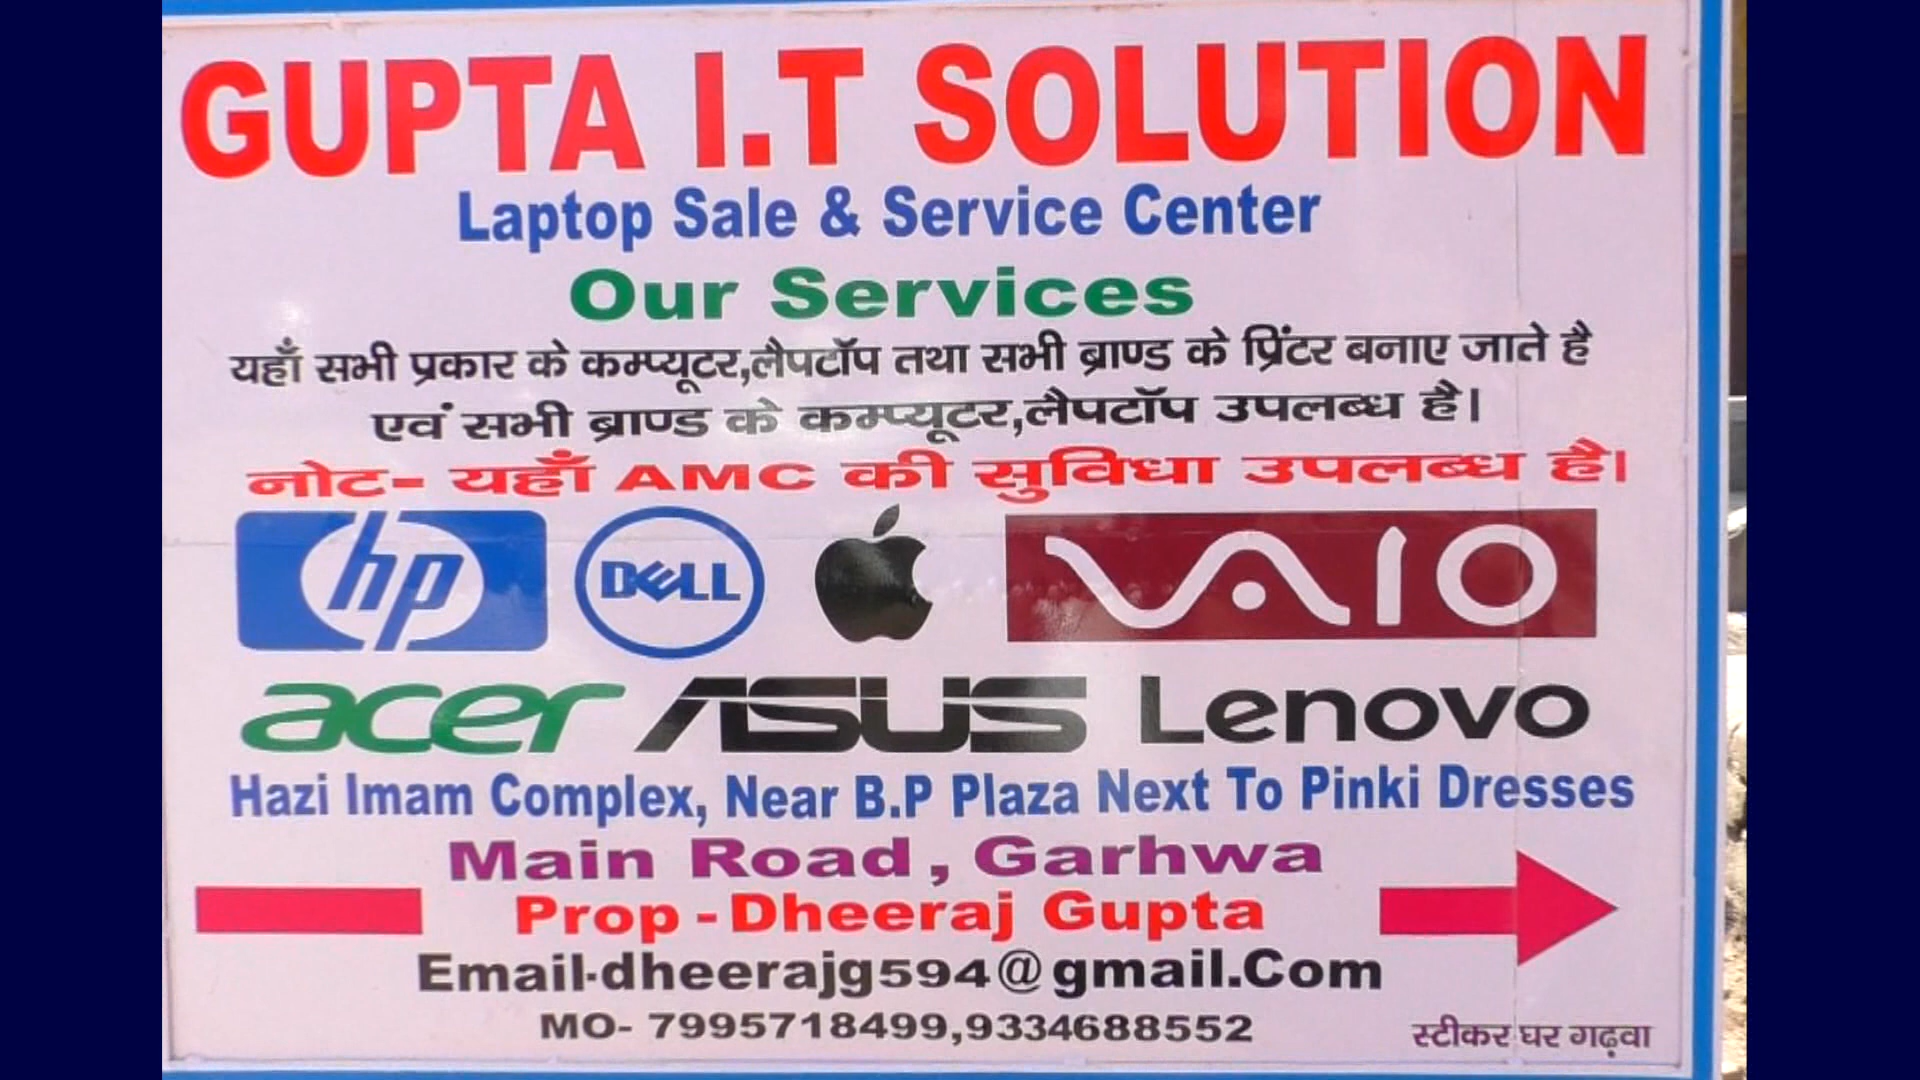 GUPTA I.T SOLUTION
Laptop Sale & Service Center
Our Services
यहाँ सभी प्रकार के कम्प्यूटर,लैपटॉप तथा सभी ब्राण्ड के प्रिंटर बनाए जाते है
एवं सभी ब्राण्ड के कम्प्यूटर,लैपटॉप उपलब्ध है।
नोट- यहाँ AMC की सुविधा उपलब्ध है।
hp DELL VAIO
acer ASUS Lenovo
Hazi Imam Complex, Near B.P Plaza Next To Pinki Dresses
Main Road, Garhwa
Prop - Dheeraj Gupta
Email-dheerajg594@gmail.Com
MO- 7995718499,9334688552
स्टीकर घर गढ़वा